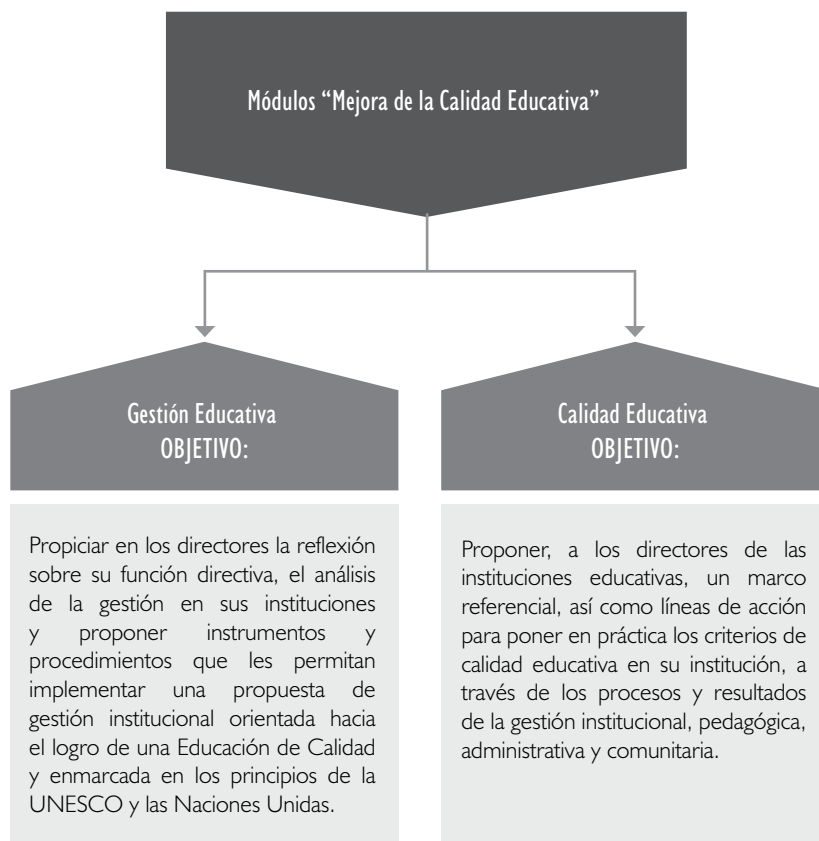 Módulos “Mejora de la Calidad Educativa”
Gestión Educativa
OBJETIVO:
Propiciar en los directores la reflexión
sobre su función directiva, el análisis
de la gestión en sus instituciones
y proponer instrumentos y
procedimientos que les permitan
implementar una propuesta de
gestión institucional orientada hacia
el logro de una Educación de Calidad
y enmarcada en los principios de la
UNESCO y las Naciones Unidas.
Calidad Educativa
OBJETIVO:
Proponer, a los directores de las
instituciones educativas, un marco
referencial, así como líneas de acción
para poner en práctica los criterios de
calidad educativa en su institución, a
través de los procesos y resultados
de la gestión institucional, pedagógica,
administrativa y comunitaria.